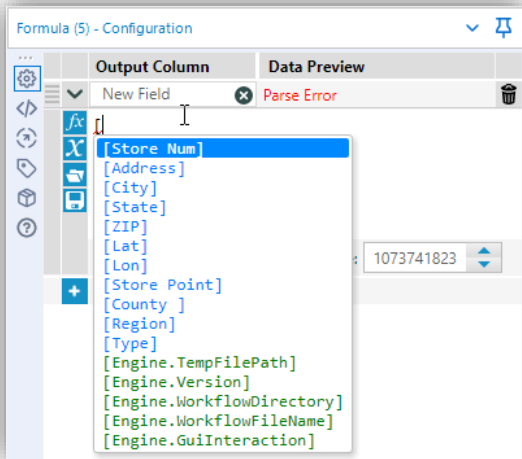 Formula (5) - Configuration
Output Column Data Preview
New Field Parse Error
fx [
X [Store Num]
[Address]
[City]
[State]
[ZIP]
[Lat]
[Lon] : 1073741823
[Store Point]
[County ]
[Region]
[Type]
[Engine.TempFilePath]
[Engine.Version]
[Engine.WorkflowDirectory]
[Engine.WorkflowFileName]
[Engine.GuiInteraction]